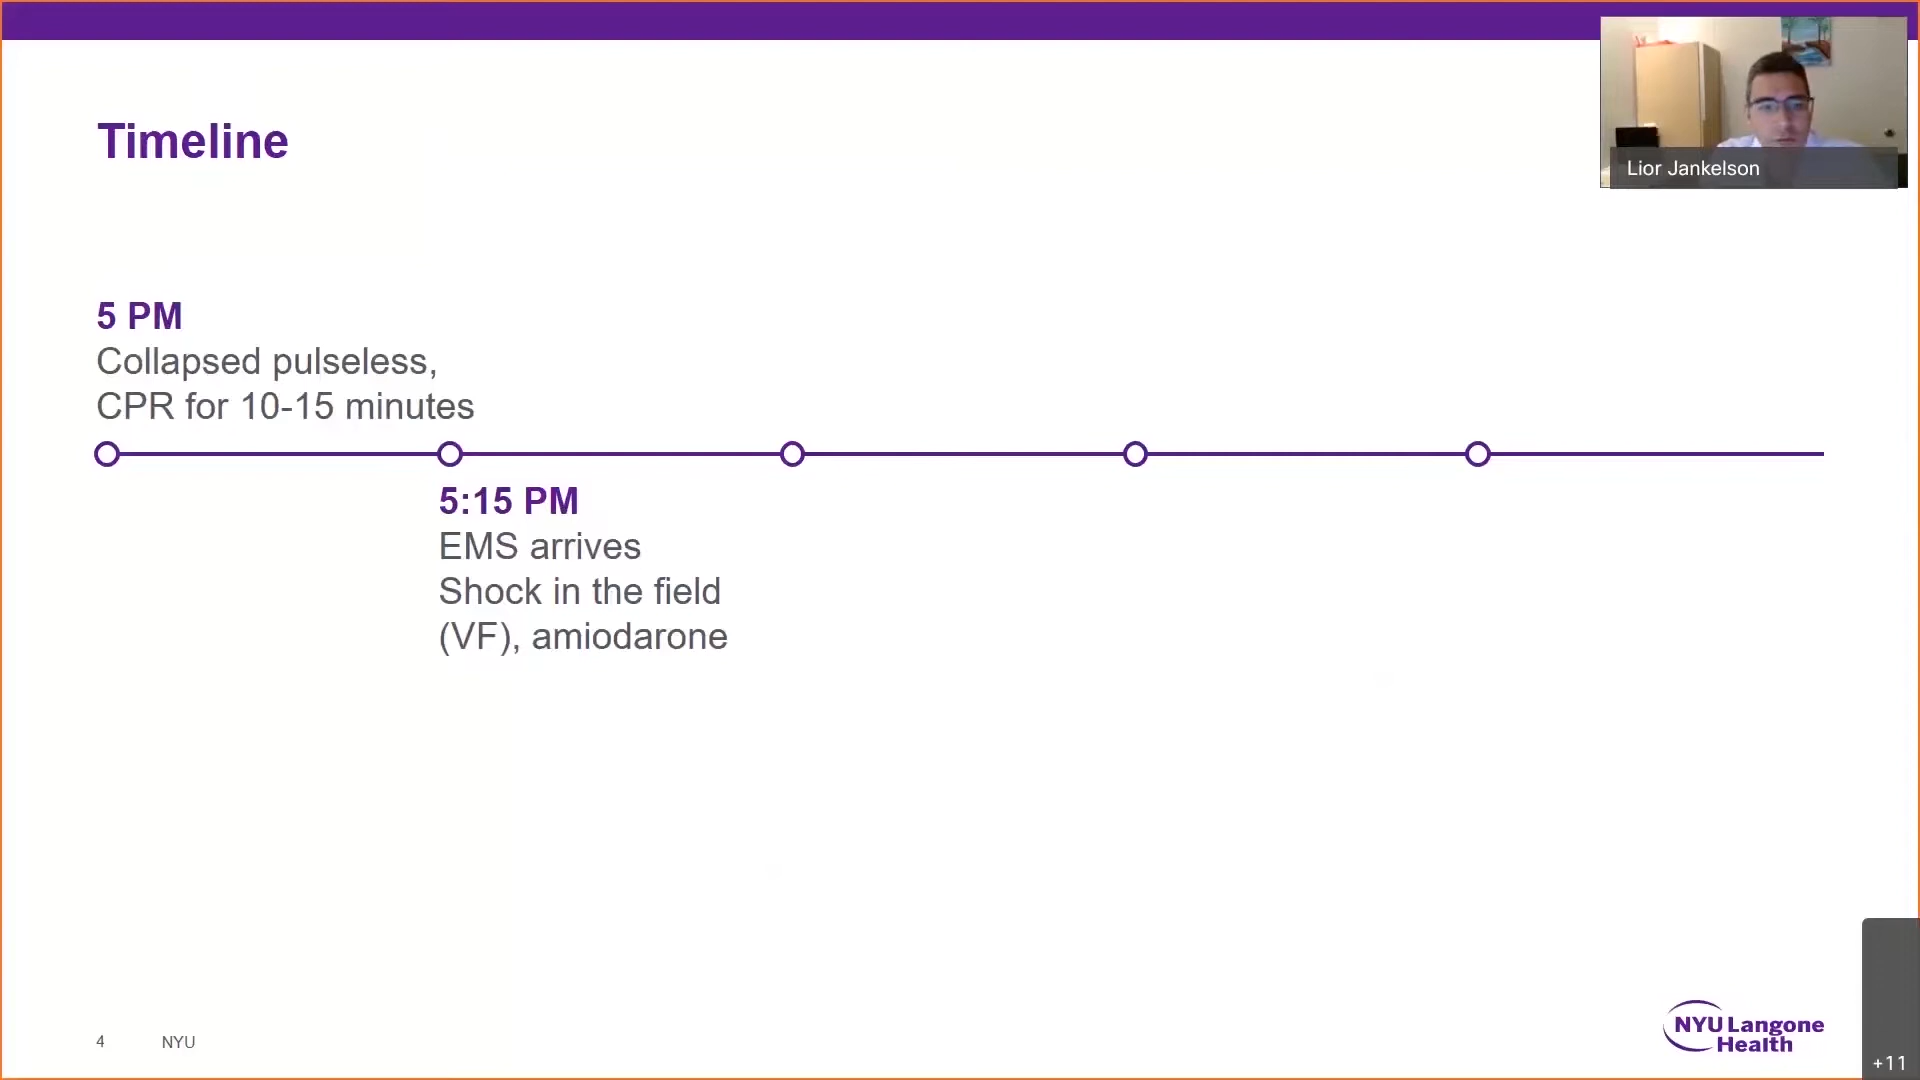 Timeline
Lior Jankelson
5 PM
Collapsed pulseless,
CPR for 10-15 minutes
5:15 PM
EMS arrives
Shock in the field
(VF), amiodarone
4
NYU
NYU Langone
Health
+11